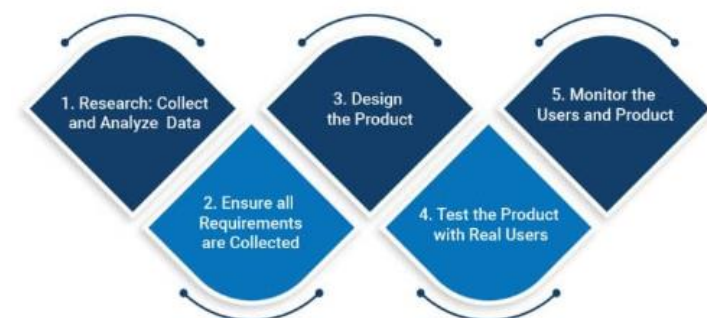 1. Research: Collect
and Analyze Data
2. Ensure all
Requirements
are Collected
3. Design
the Product
4. Test the Product
with Real Users
5. Monitor the
Users and Product